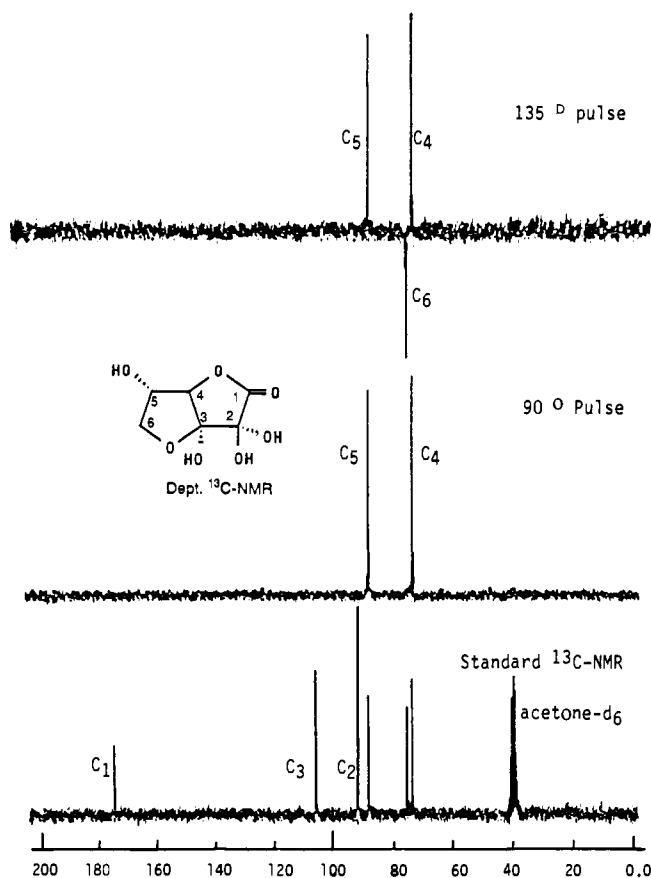 135 D pulse
C5 C4
C6
HO O
4 1 O
5
3 2
6 OH
O HO OH
Dept. 13C-NMR
90 O Pulse
C5 C4
Standard 13C-NMR
acetone-d6
C1 C3 C2
200 180 160 140 120 100 80 60 40 20 0.0